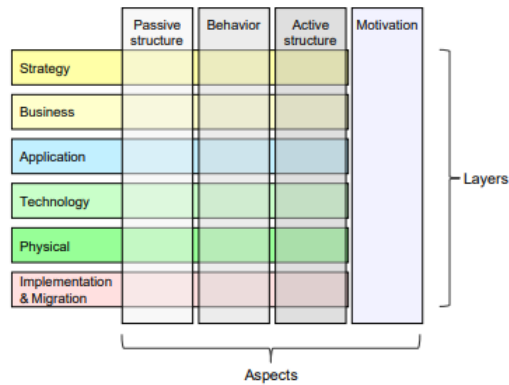 Passive
structure
Behavior
Active
structure
Motivation
Strategy
Business
Application
Technology
Physical
Implementation
& Migration
Layers
Aspects